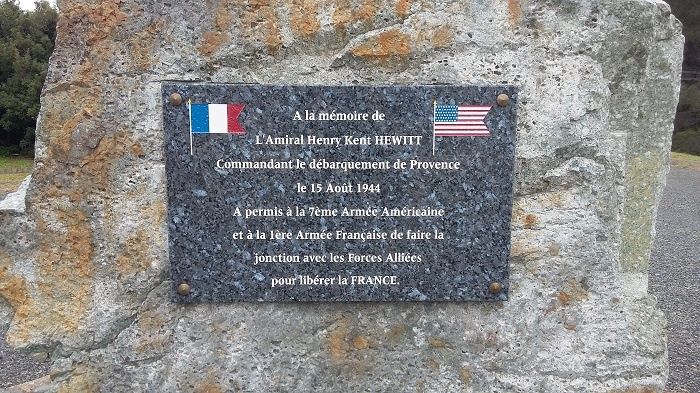 A la mémoire de
L'Amiral Henry Kent HEWITT
Commandant le débarquement de Provence
le 15 Août 1944
A permis à la 7ème Armée Américaine
et à la 1ère Armée Française de faire la
jonction avec les Forces Alliées
pour libérer la FRANCE.